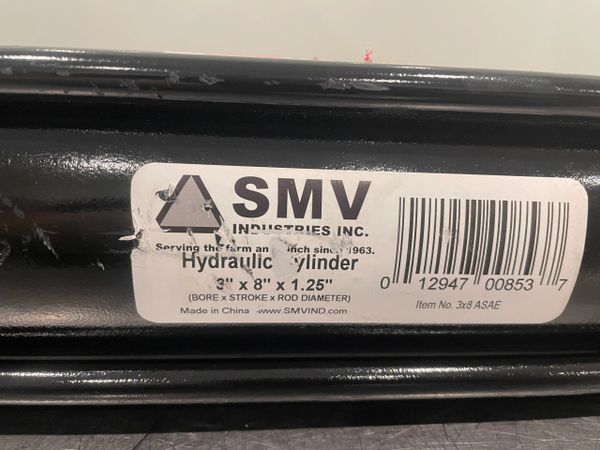 SMV
INDUSTRIES INC.
Serving the farm an nch since 1963.
Hydraulic ylinder
3" x 8" x 1.25"
(BORE x STROKE x ROD DIAMETER)
Made in China www.SMVIND.com
0 12947 00853 7
Item No. 3x8 ASAE